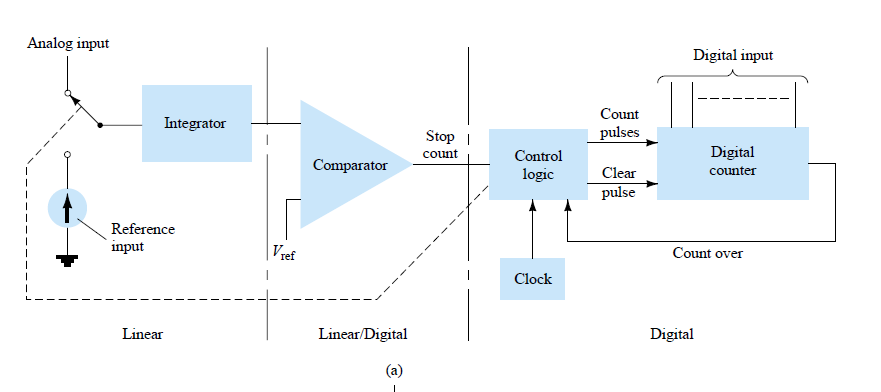 Analog input
Digital input
Integrator
Comparator
Stop
count
Control
logic
Count
pulses
Clear
pulse
Digital
counter
Reference
input
Vref
Count over
Clock
Linear
Linear/Digital
Digital
(a)